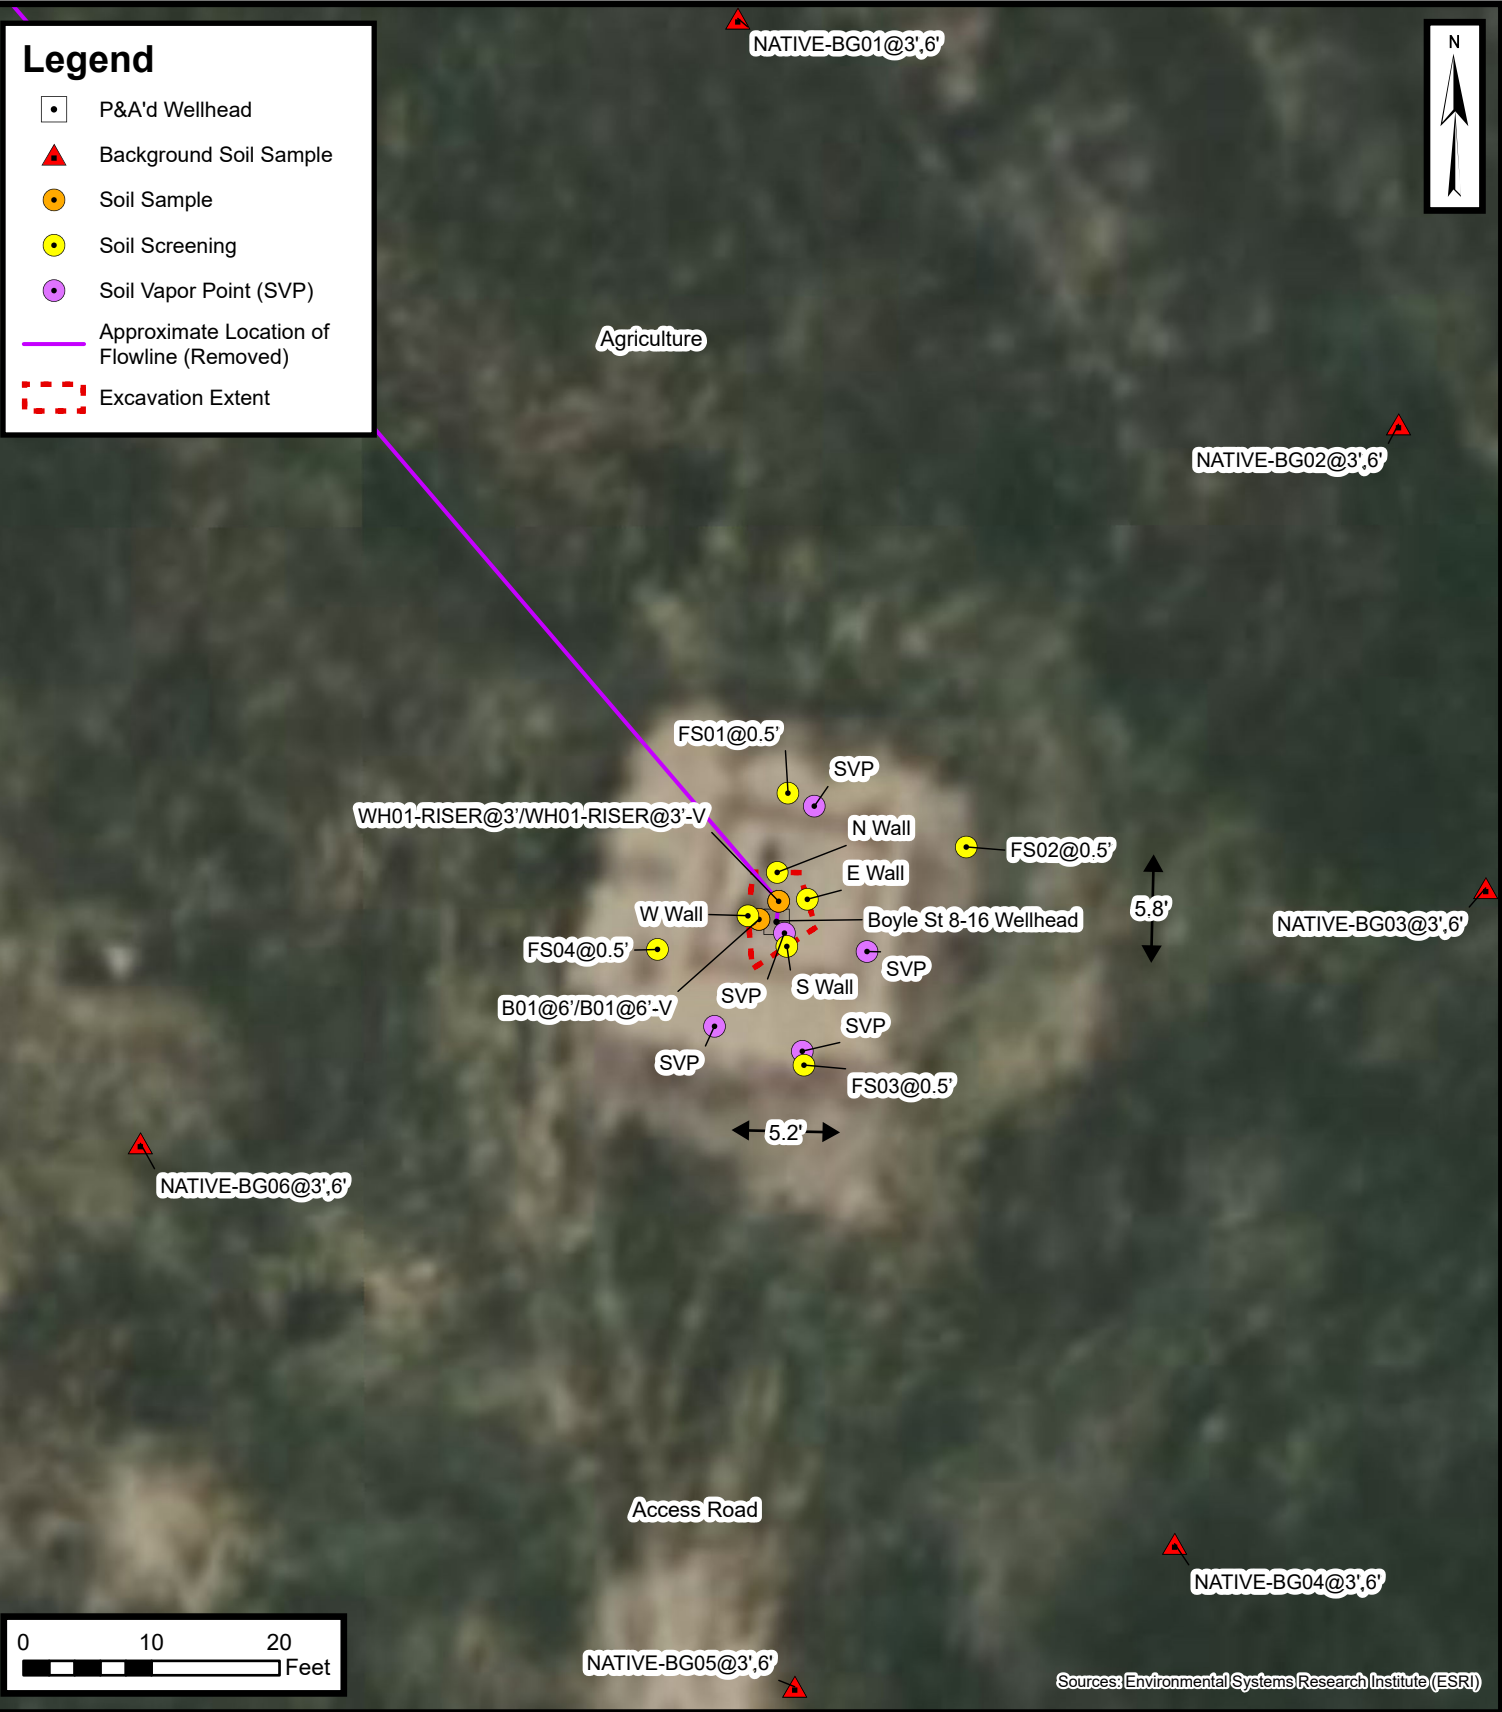 NATIVE-BG01@3',6'
Legend
P&A'd Wellhead
Background Soil Sample
Soil Sample
Soil Screening
Soil Vapor Point (SVP)
Approximate Location of
Flowline (Removed)
Excavation Extent
N
Agriculture
NATIVE-BG02@3',6'
FS01@0.5’
SVP
WH01-RISER@3’/WH01-RISER@3’-V
N Wall
FS02@0.5’
E Wall
5.8'
W Wall
Boyle St 8-16 Wellhead
NATIVE-BG03@3',6'
FS04@0.5’
SVP
S Wall
SVP
B01@6’/B01@6’-V
SVP
SVP
FS03@0.5’
5.2'
NATIVE-BG06@3',6'
Access Road
NATIVE-BG04@3',6'
0 10 20
Feet
NATIVE-BG05@3',6'
Sources: Environmental Systems Research Institute (ESRI)